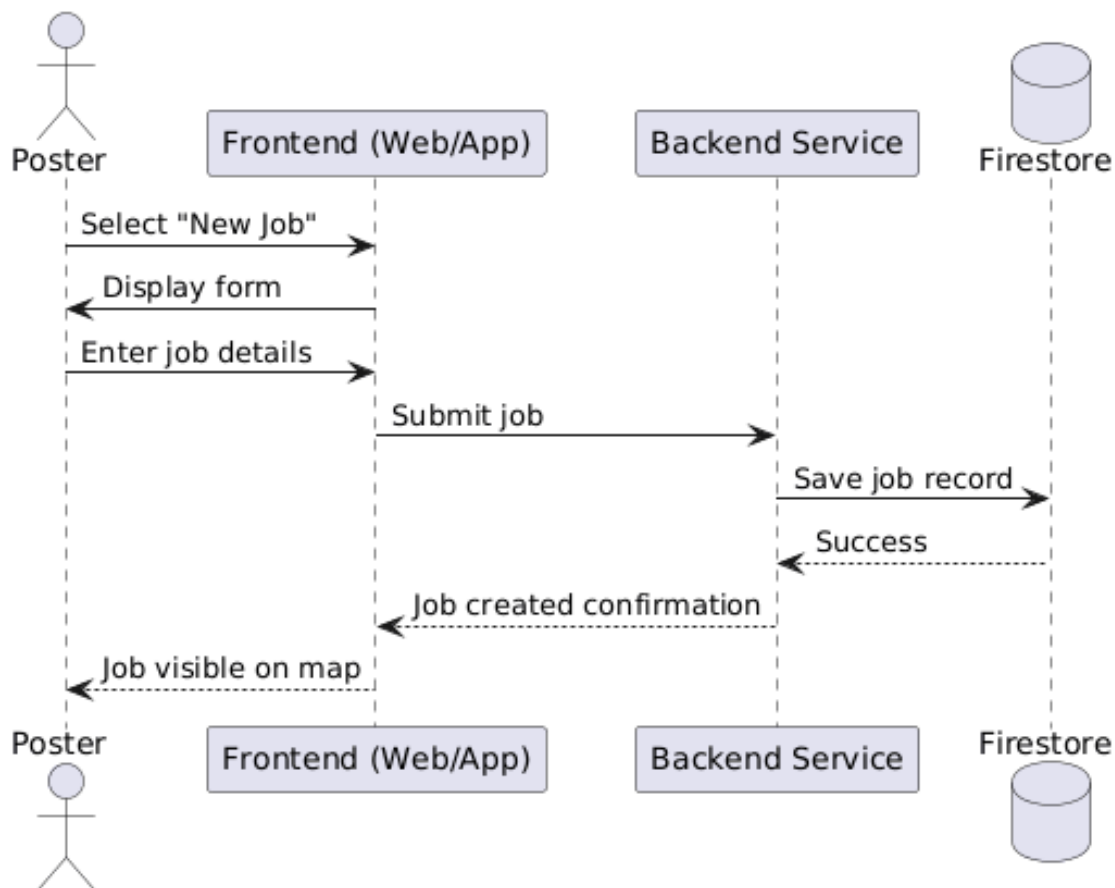 Poster
Frontend (Web/App)
Backend Service
Firestore
Select "New Job"
Display form
Enter job details
Submit job
Save job record
Success
Job created confirmation
Job visible on map
Poster
Frontend (Web/App)
Backend Service
Firestore